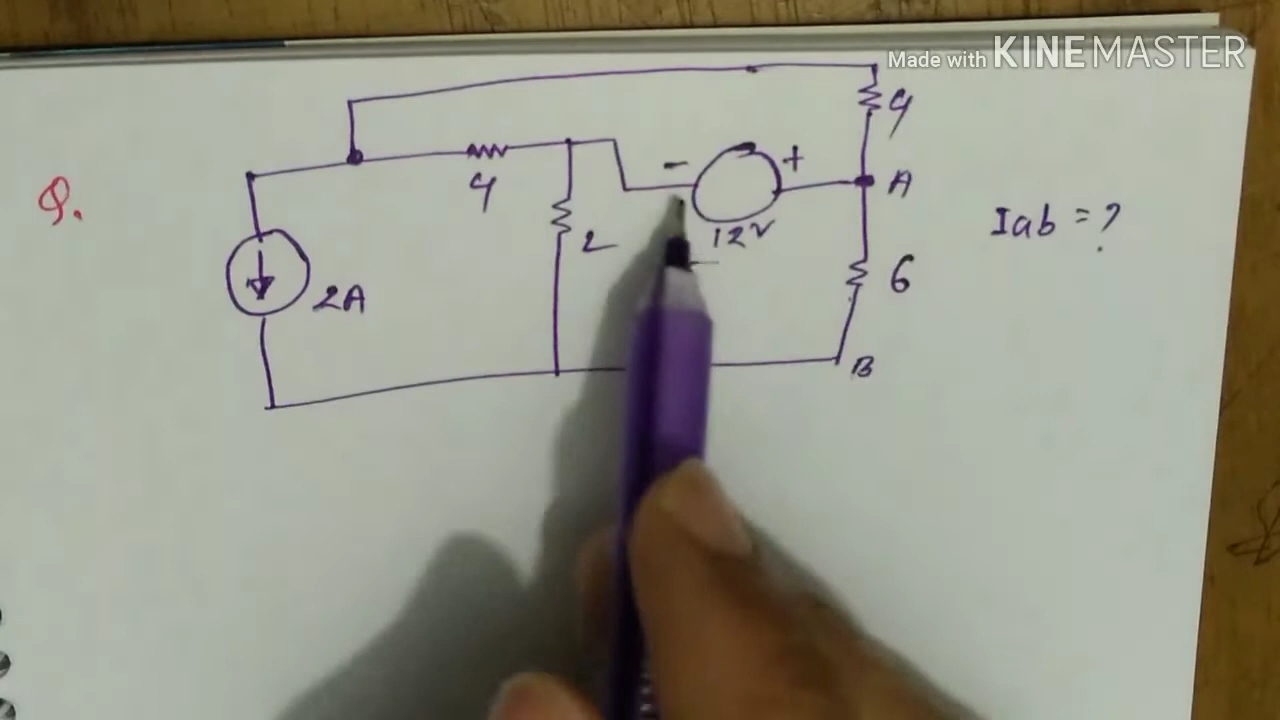 Made with KINEMASTER
4
Q.
4
- +
A
2
12V
Iab = ?
2A
6
B